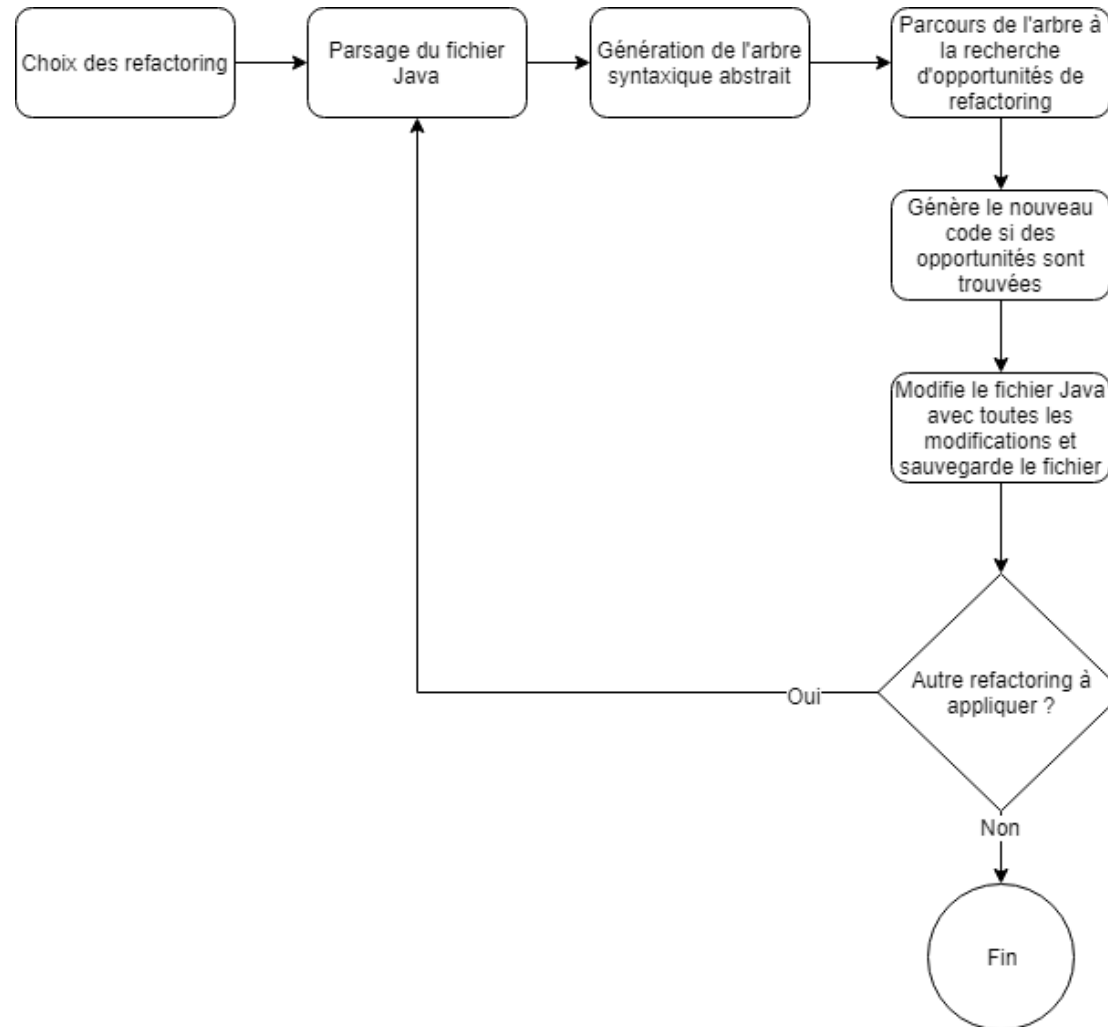 Choix des refactoring
Parsage du fichier
Java
Génération de l'arbre
syntaxique abstrait
Parcours de l'arbre à
la recherche
d'opportunités de
refactoring
Génère le nouveau
code si des
opportunités sont
trouvées
Modifie le fichier Java
avec toutes les
modifications et
sauvegarde le fichier
Autre refactoring à
appliquer ?
Oui
Non
Fin